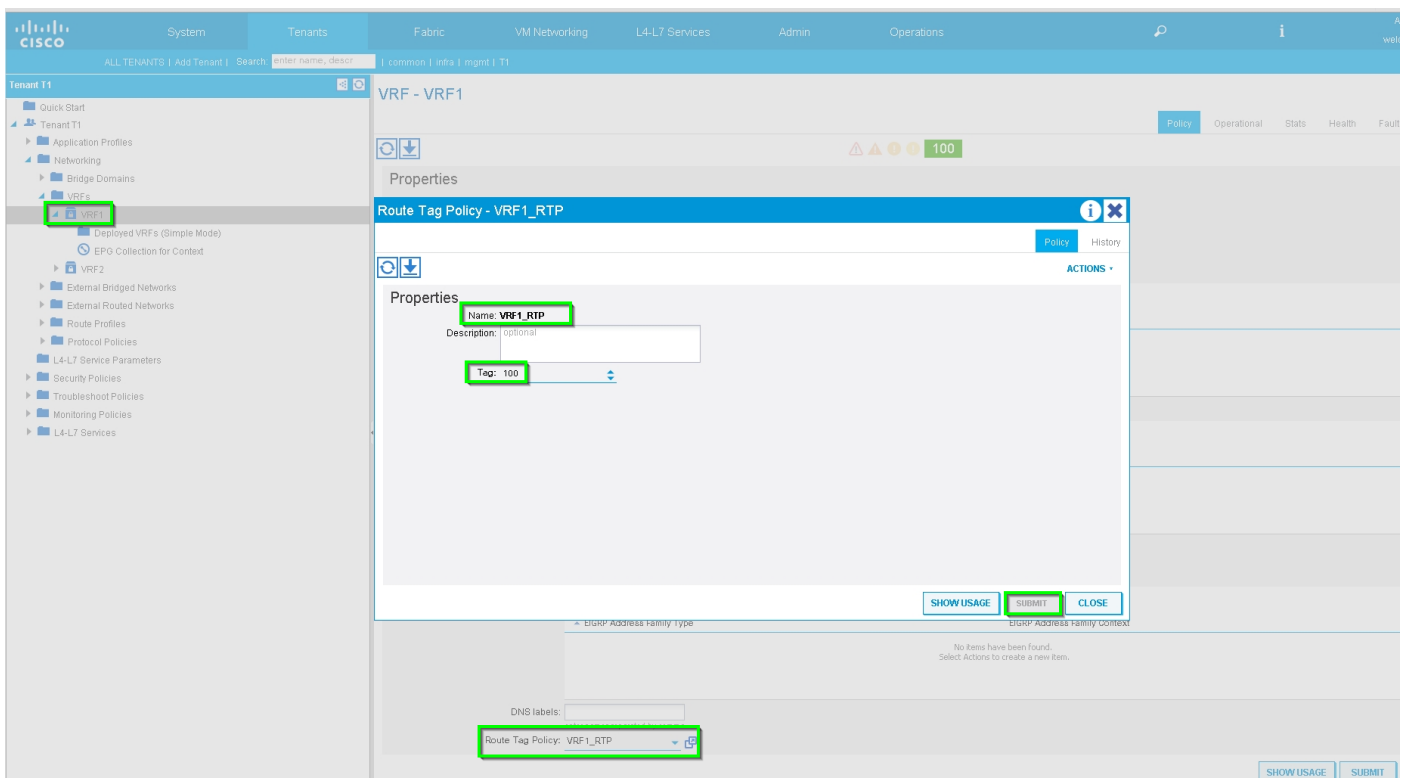 CISCO
System Tenants Fabric VM Networking L4-L7 Services Admin Operations i
welc
ALL TENANTS | Add Tenant | Search: enter name, descr | common | infra | mgmt | T1
Tenant T1
Quick Start
Tenant T1
Application Profiles
Networking
Bridge Domains
VRFs
VRF1
Deployed VRFs (Simple Mode)
EPG Collection for Context
VRF2
External Bridged Networks
External Routed Networks
Route Profiles
Protocol Policies
L4-L7 Service Parameters
Security Policies
Troubleshoot Policies
Monitoring Policies
L4-L7 Services
VRF - VRF1
Policy Operational Stats Health Fault
100
Properties
Route Tag Policy - VRF1_RTP
Policy History
ACTIONS
Properties
Name: VRF1_RTP
Description: optional
Tag: 100
SHOW USAGE SUBMIT CLOSE
EIGRP Address Family Type EIGRP Address Family Context
No items have been found.
Select Actions to create a new item.
DNS labels:
Route Tag Policy: VRF1_RTP
SHOW USAGE SUBMIT